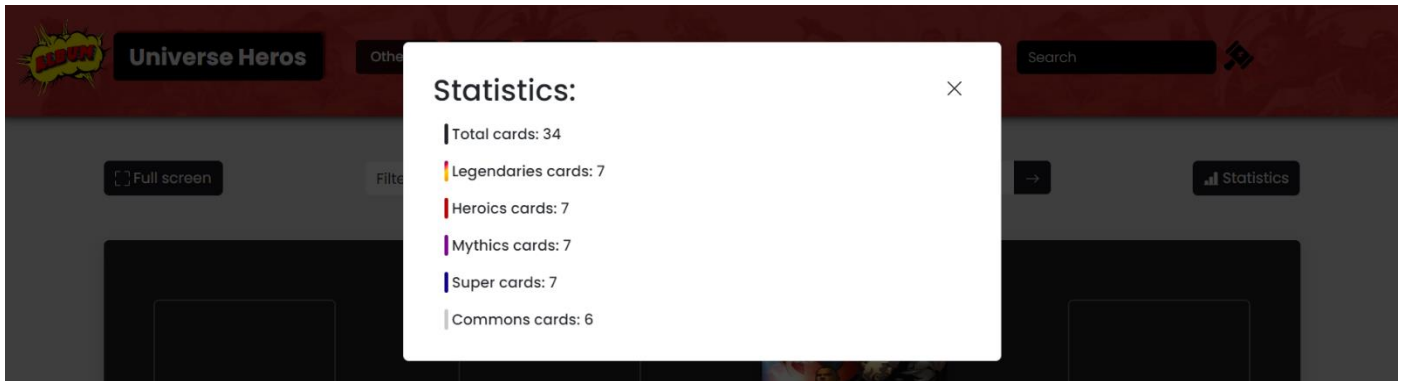 ALBUM
Universe Heros
Othe
Search
Statistics:
Total cards: 34
Legendaries cards: 7
Heroics cards: 7
Mythics cards: 7
Super cards: 7
Commons cards: 6
Full screen
Filte
Statistics